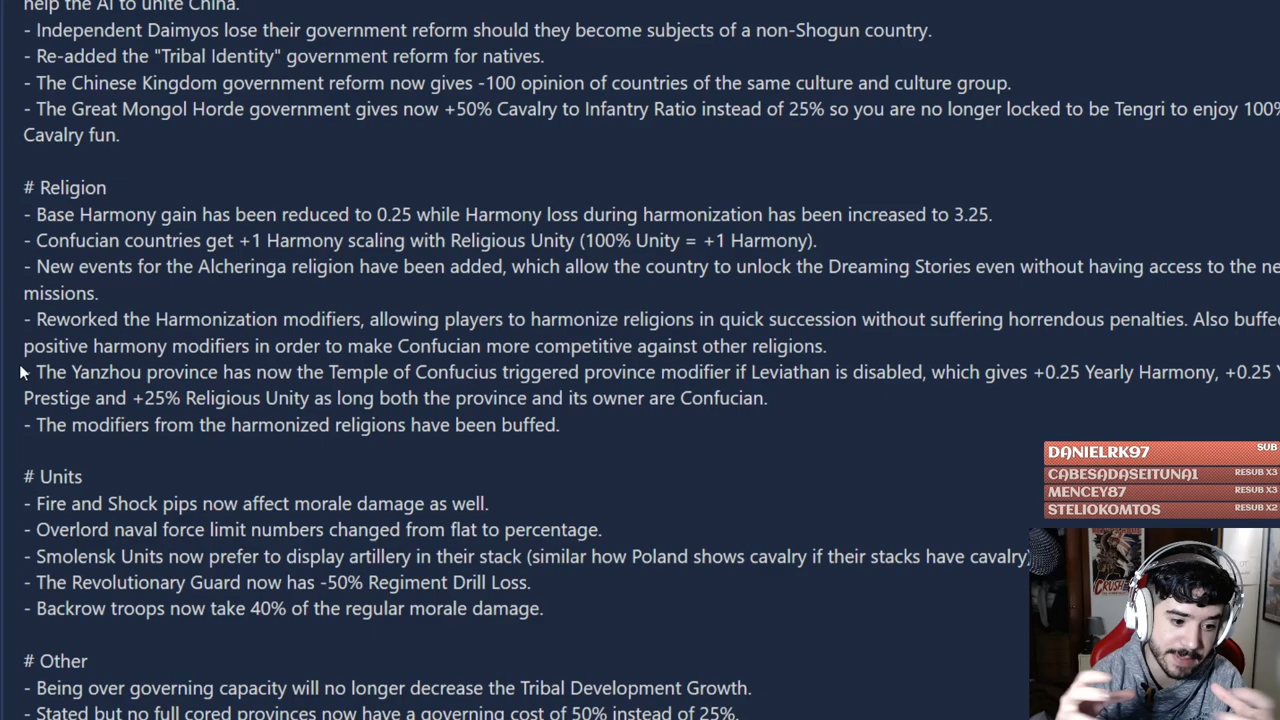 help the AI to unite China.
- Independent Daimyos lose their government reform should they become subjects of a non-Shogun country.
- Re-added the "Tribal Identity" government reform for natives.
- The Chinese Kingdom government reform now gives -100 opinion of countries of the same culture and culture group.
- The Great Mongol Horde government gives now +50% Cavalry to Infantry Ratio instead of 25% so you are no longer locked to be Tengri to enjoy 100%
Cavalry fun.
# Religion
- Base Harmony gain has been reduced to 0.25 while Harmony loss during harmonization has been increased to 3.25.
- Confucian countries get +1 Harmony scaling with Religious Unity (100% Unity = +1 Harmony).
- New events for the Alcheringa religion have been added, which allow the country to unlock the Dreaming Stories even without having access to the ne
missions.
- Reworked the Harmonization modifiers, allowing players to harmonize religions in quick succession without suffering horrendous penalties. Also buffe
positive harmony modifiers in order to make Confucian more competitive against other religions.
- The Yanzhou province has now the Temple of Confucius triggered province modifier if Leviathan is disabled, which gives +0.25 Yearly Harmony, +0.25
Prestige and +25% Religious Unity as long both the province and its owner are Confucian.
- The modifiers from the harmonized religions have been buffed.
# Units
- Fire and Shock pips now affect morale damage as well.
- Overlord naval force limit numbers changed from flat to percentage.
- Smolensk Units now prefer to display artillery in their stack (similar how Poland shows cavalry if their stacks have cavalry)
- The Revolutionary Guard now has -50% Regiment Drill Loss.
- Backrow troops now take 40% of the regular morale damage.
# Other
- Being over governing capacity will no longer decrease the Tribal Development Growth.
- Stated but no full cored provinces now have a governing cost of 50% instead of 25%.
DANIELRK97 SUB
CABESADASEITUNA1 RESUB X3
MENCEY87 RESUB X3
STELIOKOMTOS RESUB X2